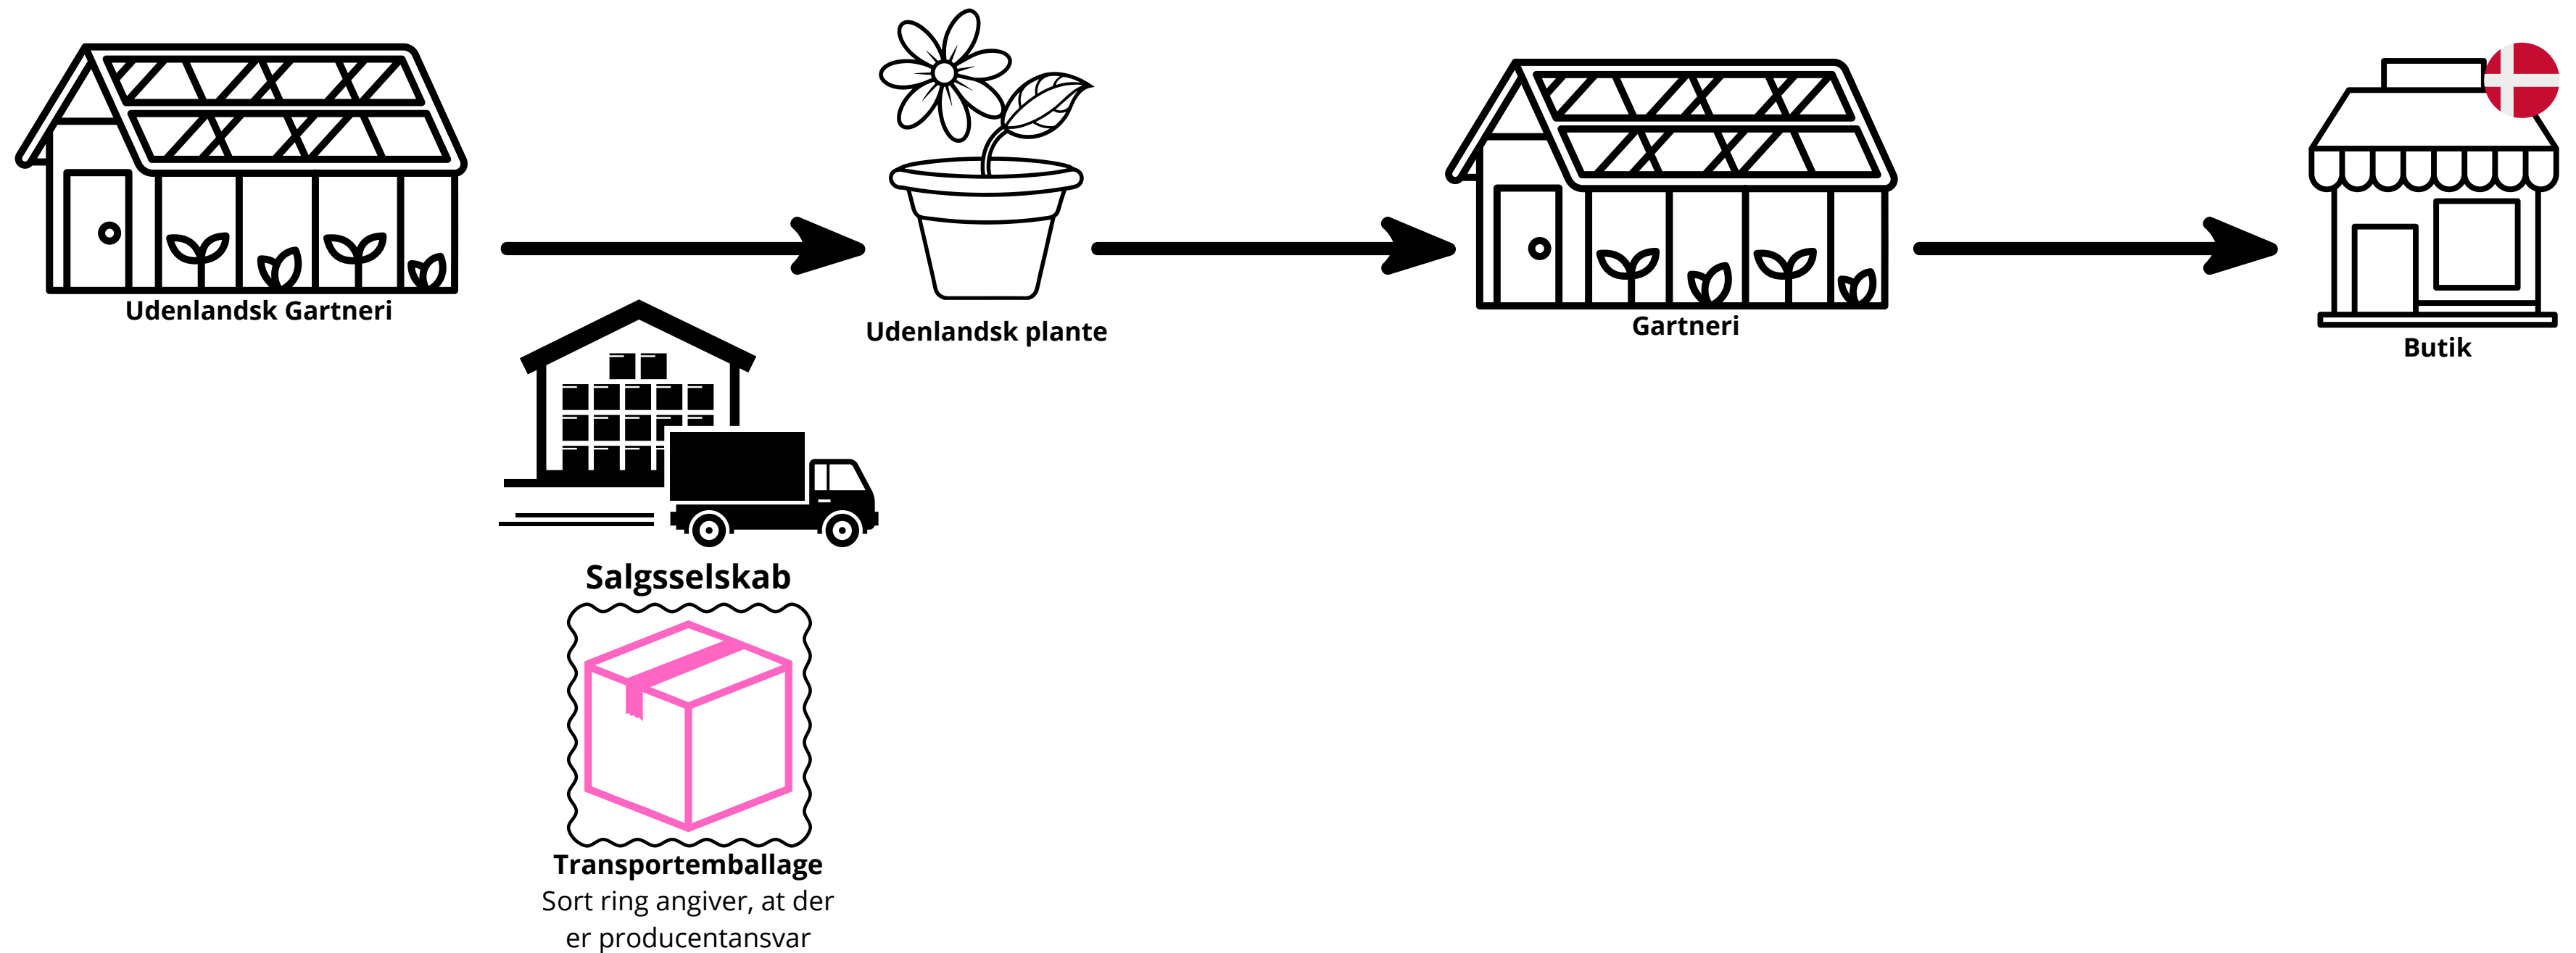 Udenlandsk Gartneri
Udenlandsk plante
Gartneri
Butik
Salgsselskab
Transportemballage
Sort ring angiver, at der
er producentansvar